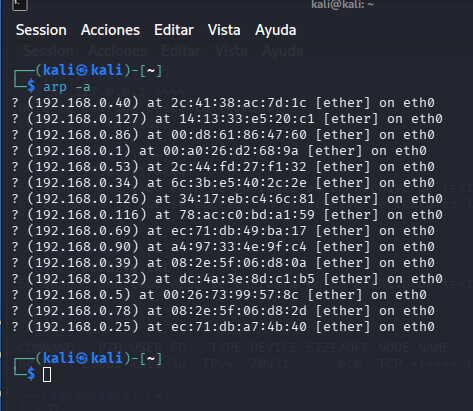 kali@kali: ~
Session Acciones Editar Vista Ayuda
┌──(kali㉿kali)-[~]
└─$ arp -a
? (192.168.0.40) at 2c:41:38:ac:7d:1c [ether] on eth0
? (192.168.0.127) at 14:13:33:e5:20:c1 [ether] on eth0
? (192.168.0.86) at 00:d8:61:86:47:60 [ether] on eth0
? (192.168.0.1) at 00:a0:26:d2:68:9a [ether] on eth0
? (192.168.0.53) at 2c:44:fd:27:f1:32 [ether] on eth0
? (192.168.0.34) at 6c:3b:e5:40:2c:2e [ether] on eth0
? (192.168.0.126) at 34:17:eb:c4:6c:81 [ether] on eth0
? (192.168.0.116) at 78:ac:c0:bd:a1:59 [ether] on eth0
? (192.168.0.69) at ec:71:db:49:ba:17 [ether] on eth0
? (192.168.0.90) at a4:97:33:4e:9f:c4 [ether] on eth0
? (192.168.0.39) at 08:2e:5f:06:d8:0a [ether] on eth0
? (192.168.0.132) at dc:4a:3e:8d:c1:b5 [ether] on eth0
? (192.168.0.5) at 00:26:73:99:57:8c [ether] on eth0
? (192.168.0.78) at 08:2e:5f:06:d8:2d [ether] on eth0
? (192.168.0.25) at ec:71:db:a7:4b:40 [ether] on eth0
COMMAND PID USER FD TYPE DEVICE SIZE/OFF NODE NAME
┌──(kali㉿kali)-[~]
└─$